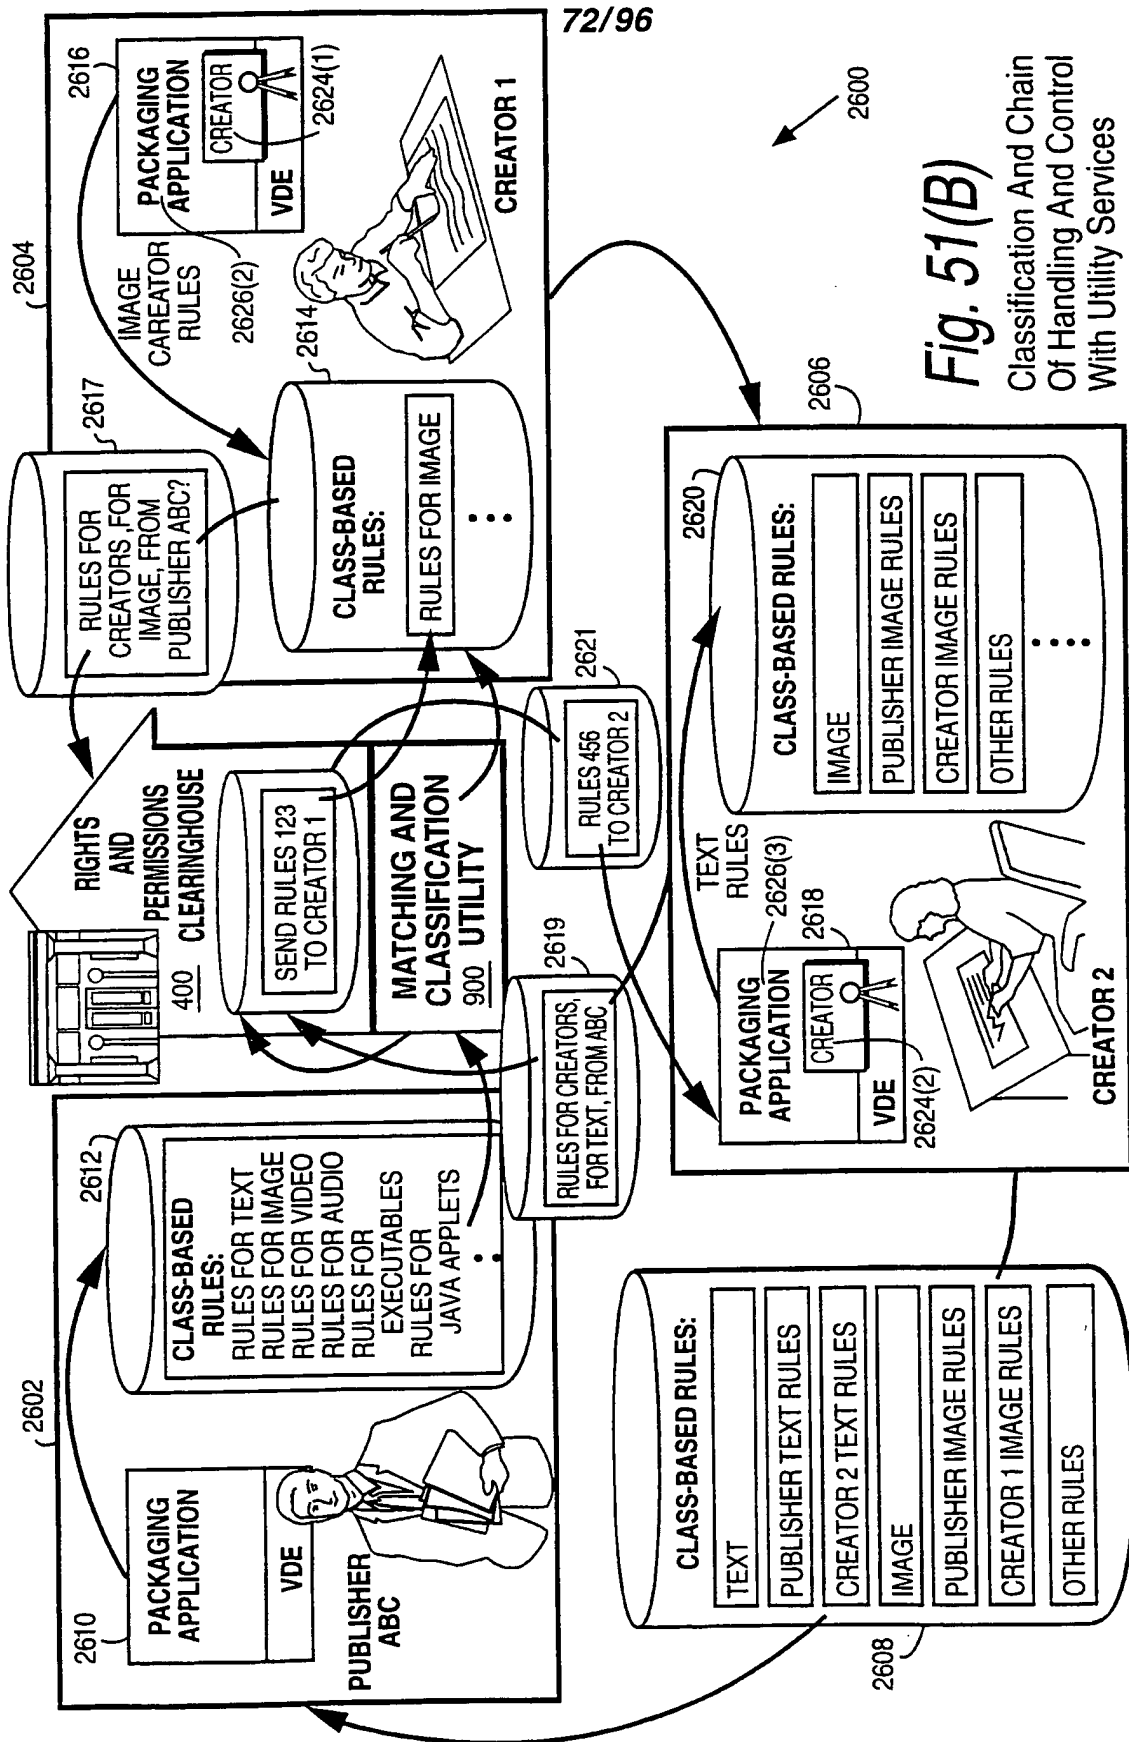 72/96
2602
2610
PACKAGING
APPLICATION
VDE
PUBLISHER
ABC
2612
CLASS-BASED
RULES:
RULES FOR TEXT
RULES FOR IMAGE
RULES FOR VIDEO
RULES FOR AUDIO
RULES FOR
EXECUTABLES
RULES FOR
JAVA APPLETS
RIGHTS
AND
PERMISSIONS
CLEARINGHOUSE
400
SEND RULES 123
TO CREATOR 1
MATCHING AND
CLASSIFICATION
900 UTILITY
2617
RULES FOR
CREATORS ,FOR
IMAGE, FROM
PUBLISHER ABC?
2604
2616
PACKAGING
APPLICATION
CREATOR
VDE
2624(1)
IMAGE
CAREATOR
RULES
2626(2)
2614
CLASS-BASED
RULES:
RULES FOR IMAGE
CREATOR 1
2619
RULES FOR CREATORS,
FOR TEXT, FROM ABC
2621
RULES 456
TO CREATOR 2
2608
CLASS-BASED RULES:
TEXT
PUBLISHER TEXT RULES
CREATOR 2 TEXT RULES
IMAGE
PUBLISHER IMAGE RULES
CREATOR 1 IMAGE RULES
OTHER RULES
2606
PACKAGING
APPLICATION
CREATOR
VDE
2624(2)
2618
2626(3)
TEXT
RULES
CREATOR 2
2620
CLASS-BASED RULES:
IMAGE
PUBLISHER IMAGE RULES
CREATOR IMAGE RULES
OTHER RULES
2600
Fig. 51(B)
Classification And Chain
Of Handling And Control
With Utility Services